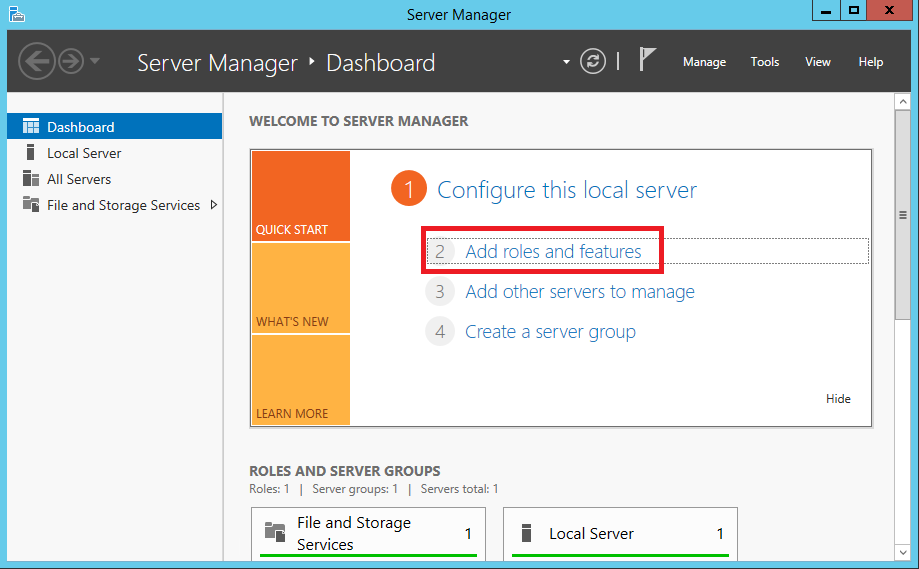 Server Manager
Server Manager ‣ Dashboard
Manage Tools View Help
Dashboard
Local Server
All Servers
File and Storage Services
WELCOME TO SERVER MANAGER
QUICK START
WHAT'S NEW
LEARN MORE
1 Configure this local server
2 Add roles and features
3 Add other servers to manage
4 Create a server group
Hide
ROLES AND SERVER GROUPS
Roles: 1 | Server groups: 1 | Servers total: 1
File and Storage
Services 1
Local Server 1